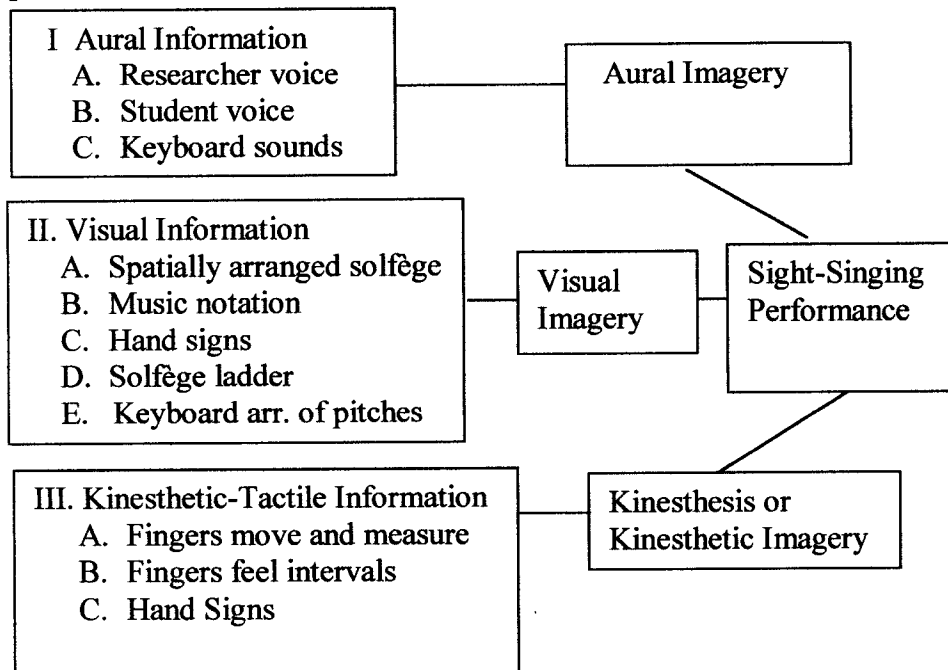 I Aural Information
A. Researcher voice
B. Student voice
C. Keyboard sounds
Aural Imagery
II. Visual Information
A. Spatially arranged solfège
B. Music notation
C. Hand signs
D. Solfège ladder
E. Keyboard arr. of pitches
Visual
Imagery
Sight-Singing
Performance
III. Kinesthetic-Tactile Information
A. Fingers move and measure
B. Fingers feel intervals
C. Hand Signs
Kinesthesis or
Kinesthetic Imagery